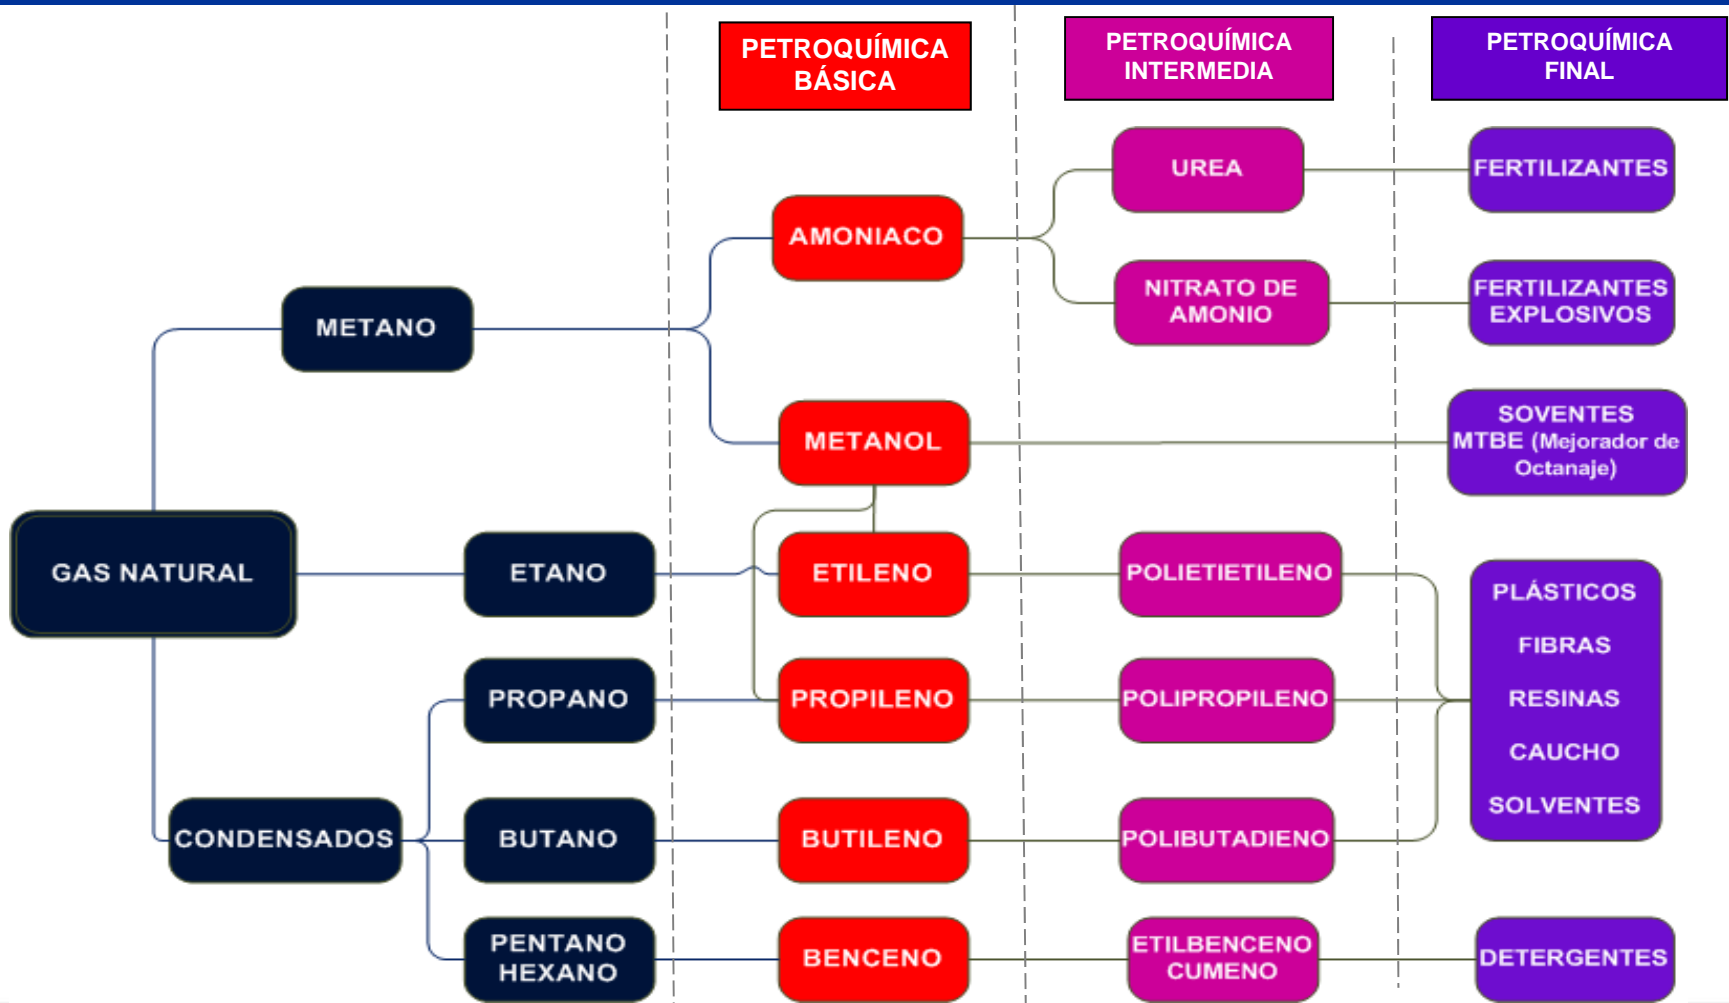 PETROQUÍMICA
BÁSICA
PETROQUÍMICA
INTERMEDIA
PETROQUÍMICA
FINAL
UREA
FERTILIZANTES
AMONIACO
NITRATO DE
AMONIO
FERTILIZANTES
EXPLOSIVOS
METANO
METANOL
SOVENTES
MTBE (Mejorador de
Octanaje)
GAS NATURAL
ETANO
ETILENO
POLIETIETILENO
PLÁSTICOS
FIBRAS
RESINAS
CAUCHO
SOLVENTES
PROPANO
PROPILENO
POLIPROPILENO
CONDENSADOS
BUTANO
BUTILENO
POLIBUTADIENO
PENTANO
HEXANO
BENCENO
ETILBENCENO
CUMENO
DETERGENTES